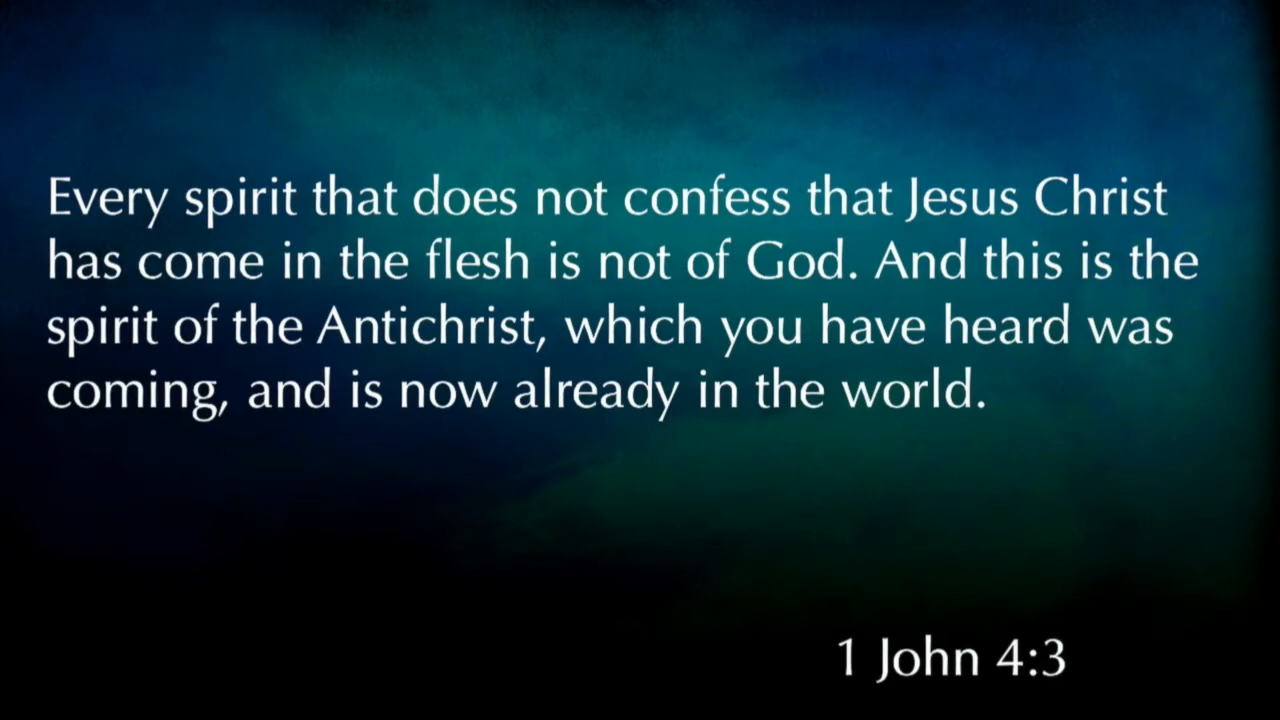 Every spirit that does not confess that Jesus Christ
has come in the flesh is not of God. And this is the
spirit of the Antichrist, which you have heard was
coming, and is now already in the world.
1 John 4:3